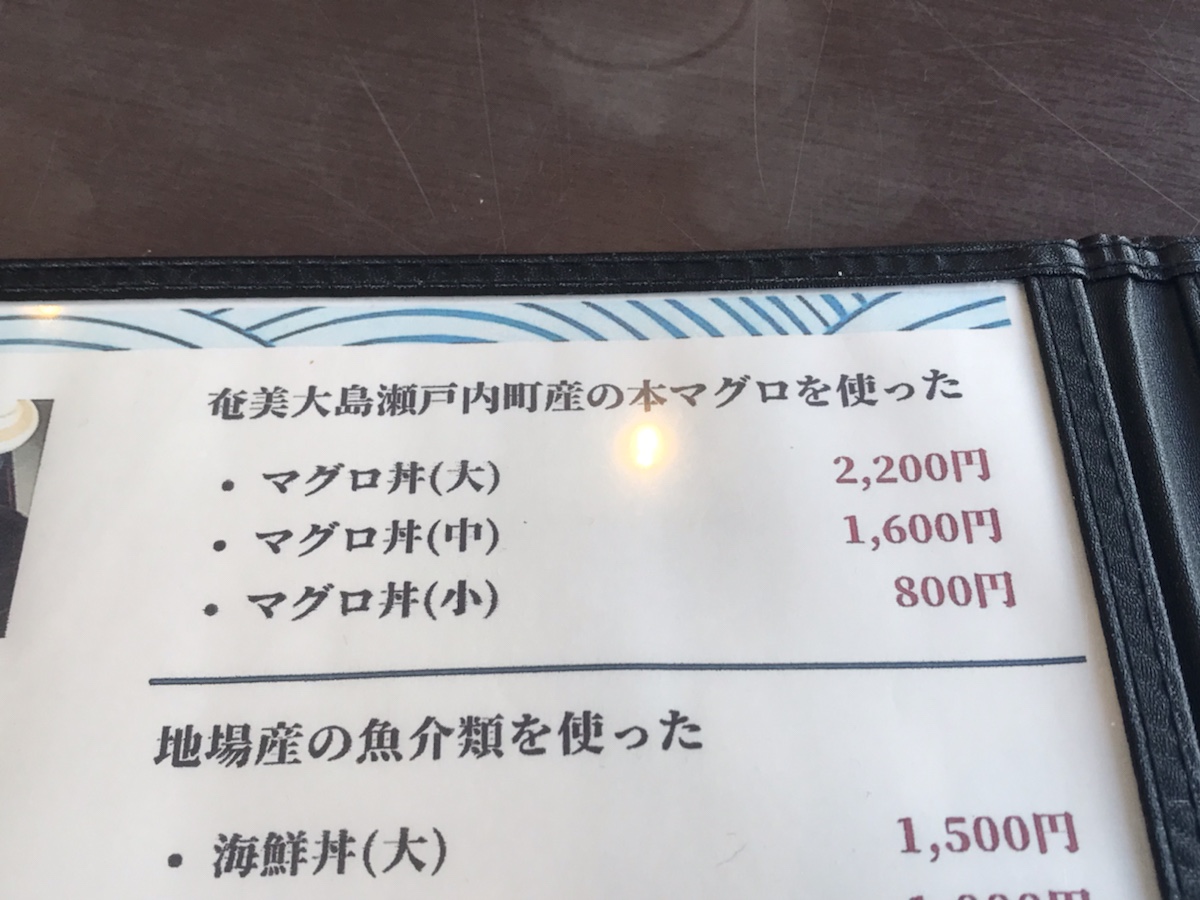 奄美大島瀬戸内町産の本マグロを使った
• マグロ丼(大) 2,200円
• マグロ丼(中) 1,600円
• マグロ丼(小) 800円
地場産の魚介類を使った
• 海鮮丼(大) 1,500円